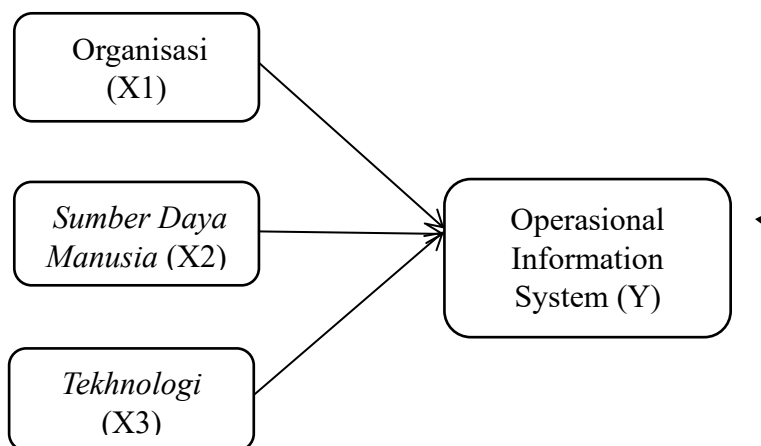 Organisasi
(X1)
Sumber Daya
Manusia (X2)
Operasional
Information
System (Y)
Tekhnologi
(X3)